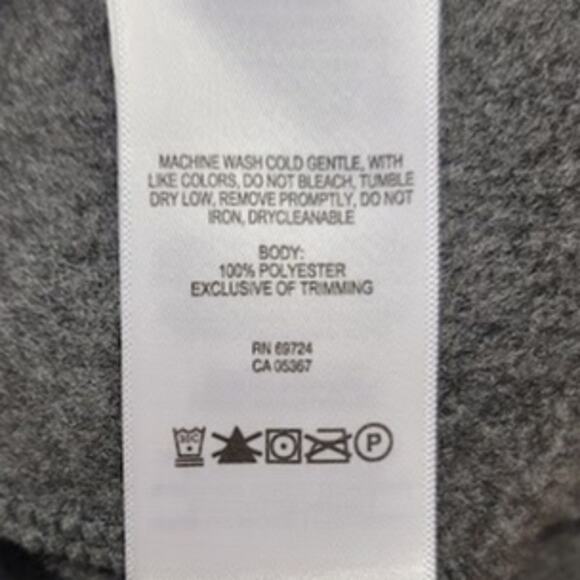 MACHINE WASH COLD GENTLE, WITH
LIKE COLORS, DO NOT BLEACH, TUMBLE
DRY LOW, REMOVE PROMPTLY, DO NOT
IRON, DRYCLEANABLE
BODY:
100% POLYESTER
EXCLUSIVE OF TRIMMING
RN 69724
CA 05367
P